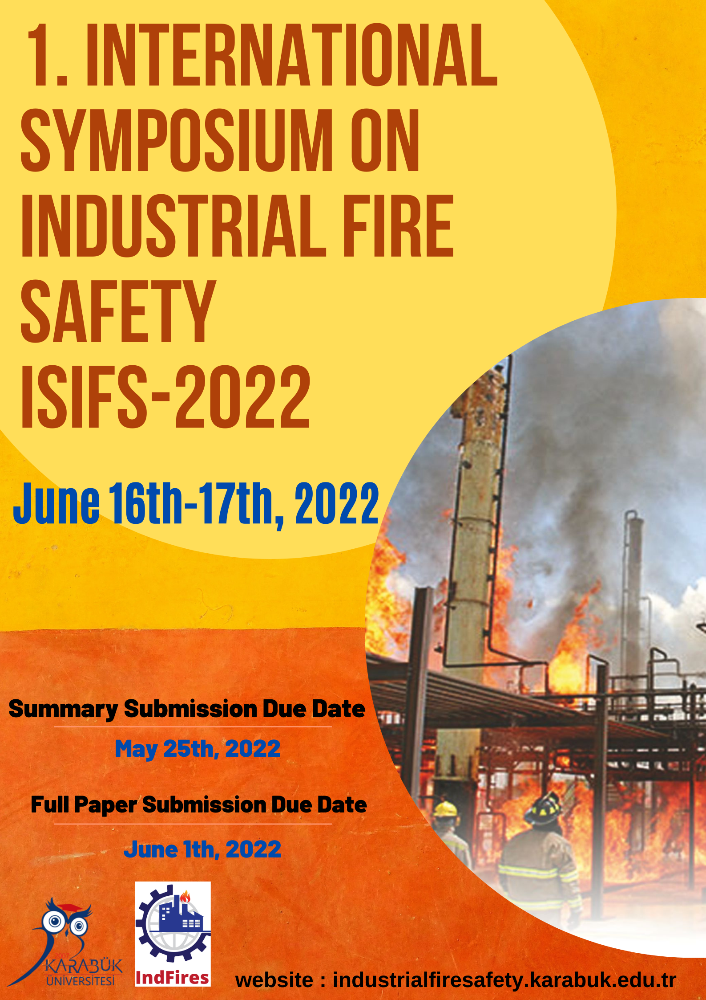 1. INTERNATIONAL
SYMPOSIUM ON
INDUSTRIAL FIRE
SAFETY
ISIFS-2022
June 16th-17th, 2022
Summary Submission Due Date
May 25th, 2022
Full Paper Submission Due Date
June 1th, 2022
2007
KARABÜK
ÜNİVERSİTESİ
IndFires
website : industrialfiresafety.karabuk.edu.tr